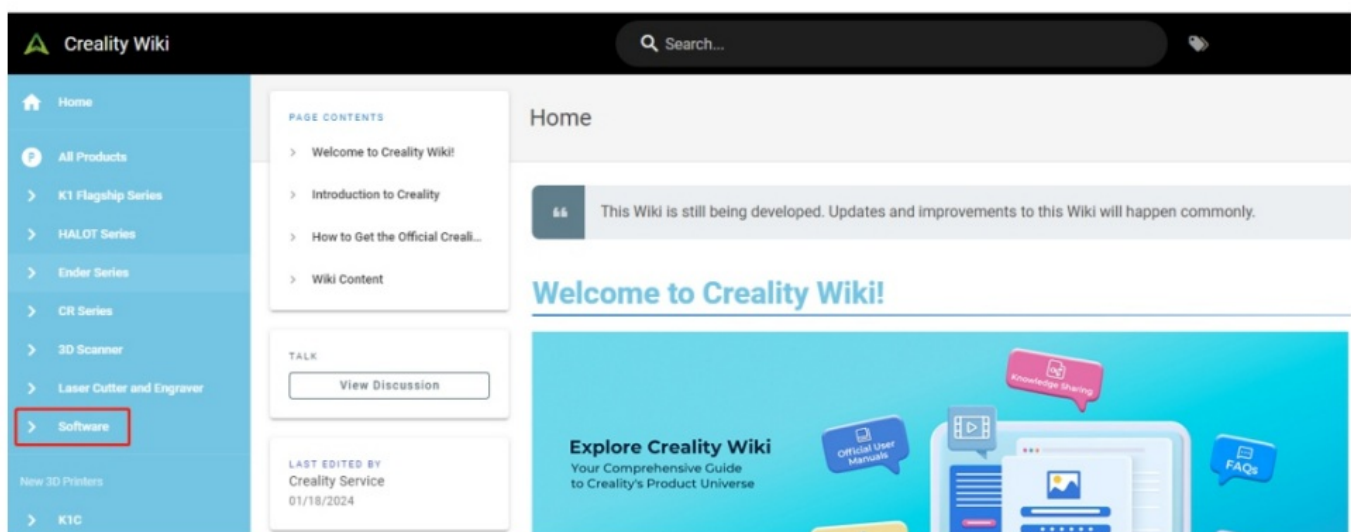 Creality Wiki
Search...
Home
All Products
K1 Flagship Series
HALOT Series
Ender Series
CR Series
3D Scanner
Laser Cutter and Engraver
Software
New 3D Printers
K1C
PAGE CONTENTS
Welcome to Creality Wiki!
Introduction to Creality
How to Get the Official Creali...
Wiki Content
TALK
View Discussion
LAST EDITED BY
Creality Service
01/18/2024
Home
This Wiki is still being developed. Updates and improvements to this Wiki will happen commonly.
Welcome to Creality Wiki!
Explore Creality Wiki
Your Comprehensive Guide
to Creality's Product Universe
Knowledge Sharing
Official User
Manuals
FAQs